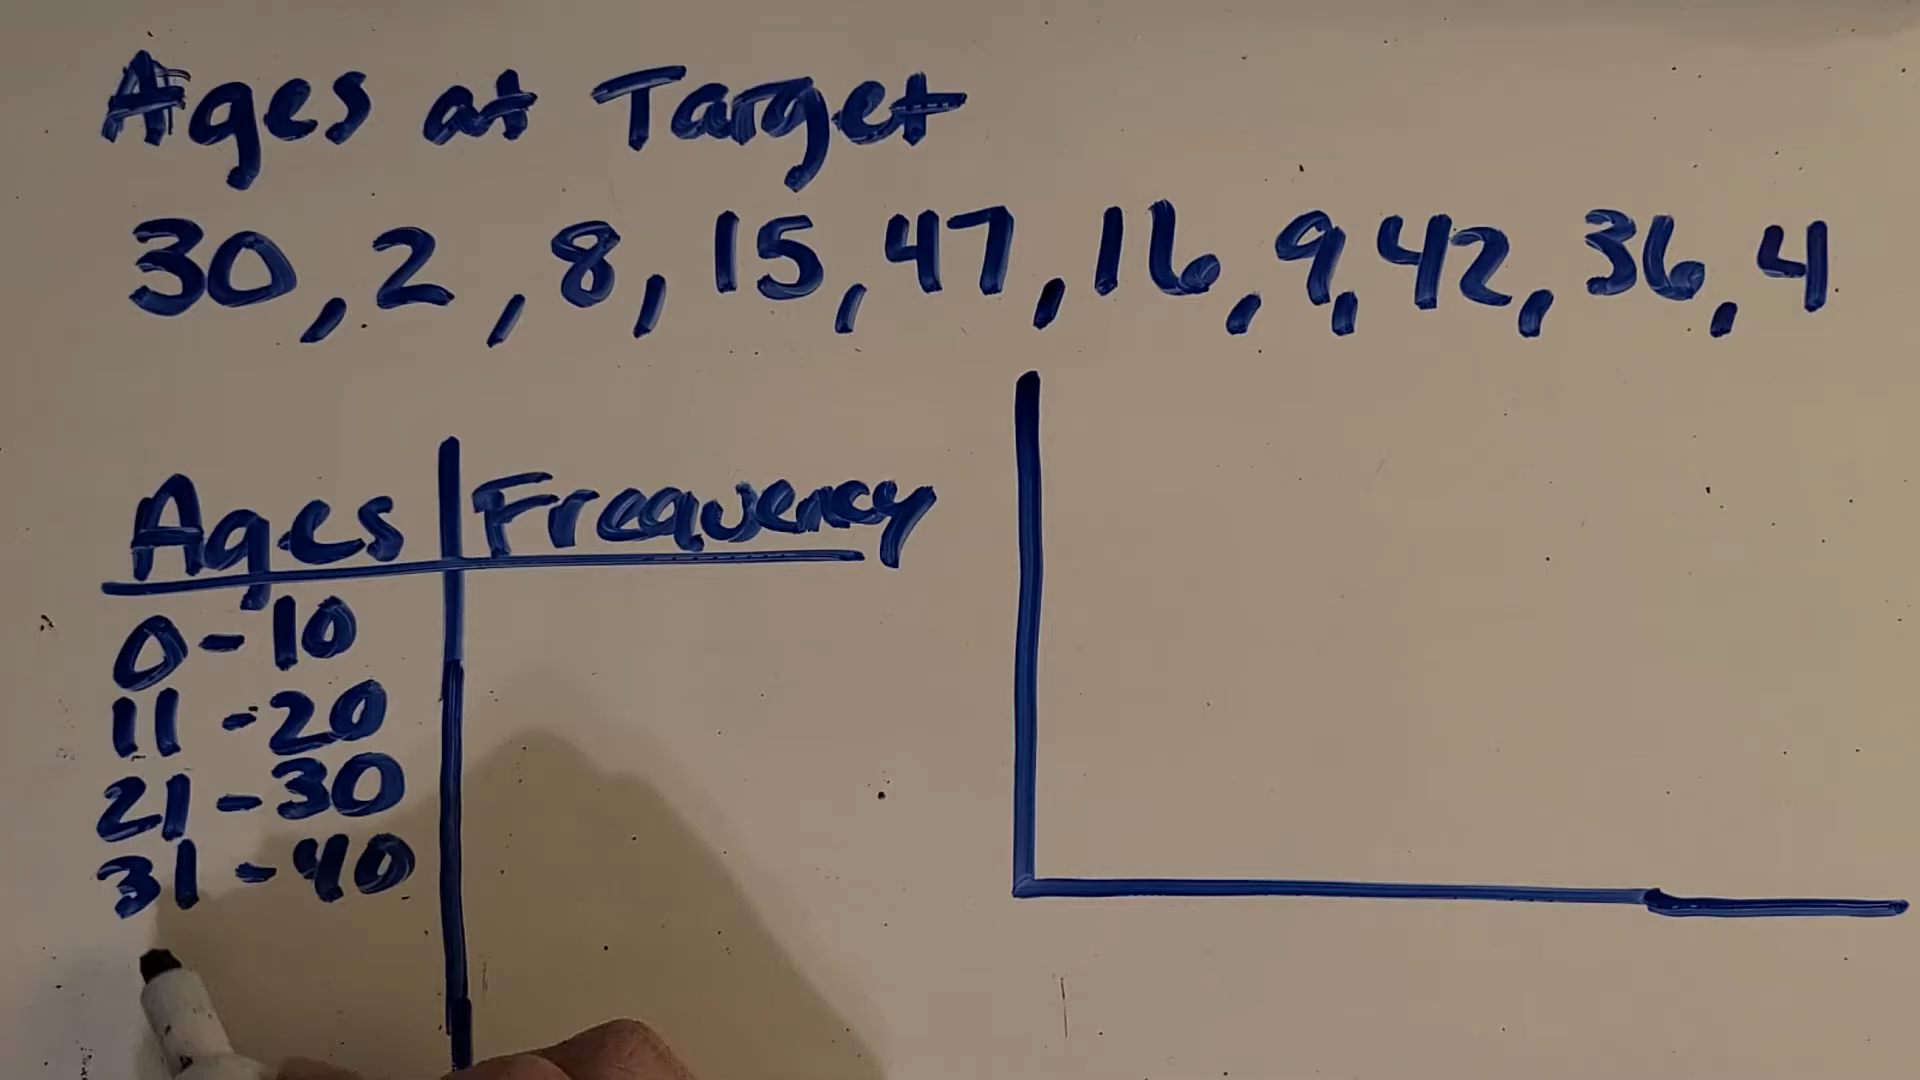 Ages at Target
30, 2, 8, 15, 47, 16, 9, 42, 36, 4
Ages Frequency
0-10
11-20
21-30
31-40